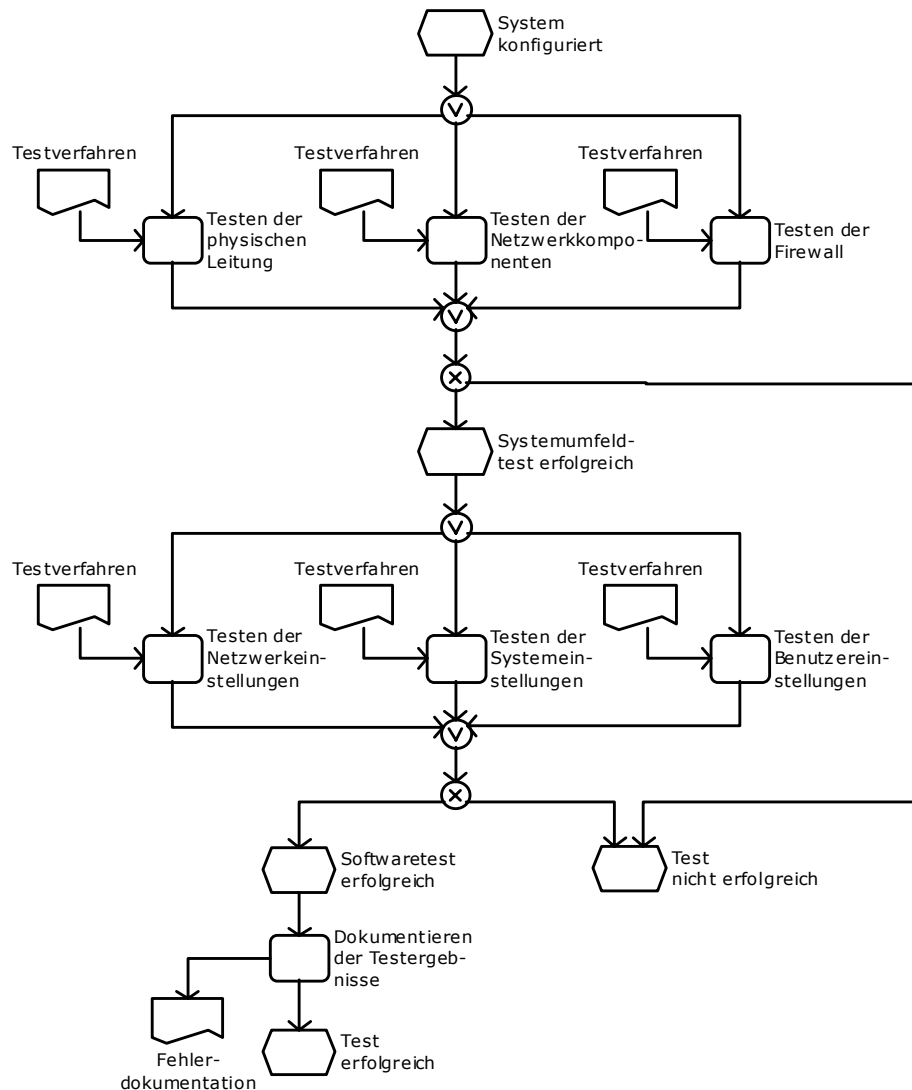 System
konfiguriert
Testverfahren
Testverfahren
Testverfahren
Testen der
physischen
Leitung
Testen der
Netzwerkkompo-
nenten
Testen der
Firewall
Systemumfeld-
test erfolgreich
Testverfahren
Testverfahren
Testverfahren
Testen der
Netzwerkein-
stellungen
Testen der
Systemein-
stellungen
Testen der
Benutzerein-
stellungen
Softwaretest
erfolgreich
Test
nicht erfolgreich
Dokumentieren
der Testergeb-
nisse
Fehler-
dokumentation
Test
erfolgreich